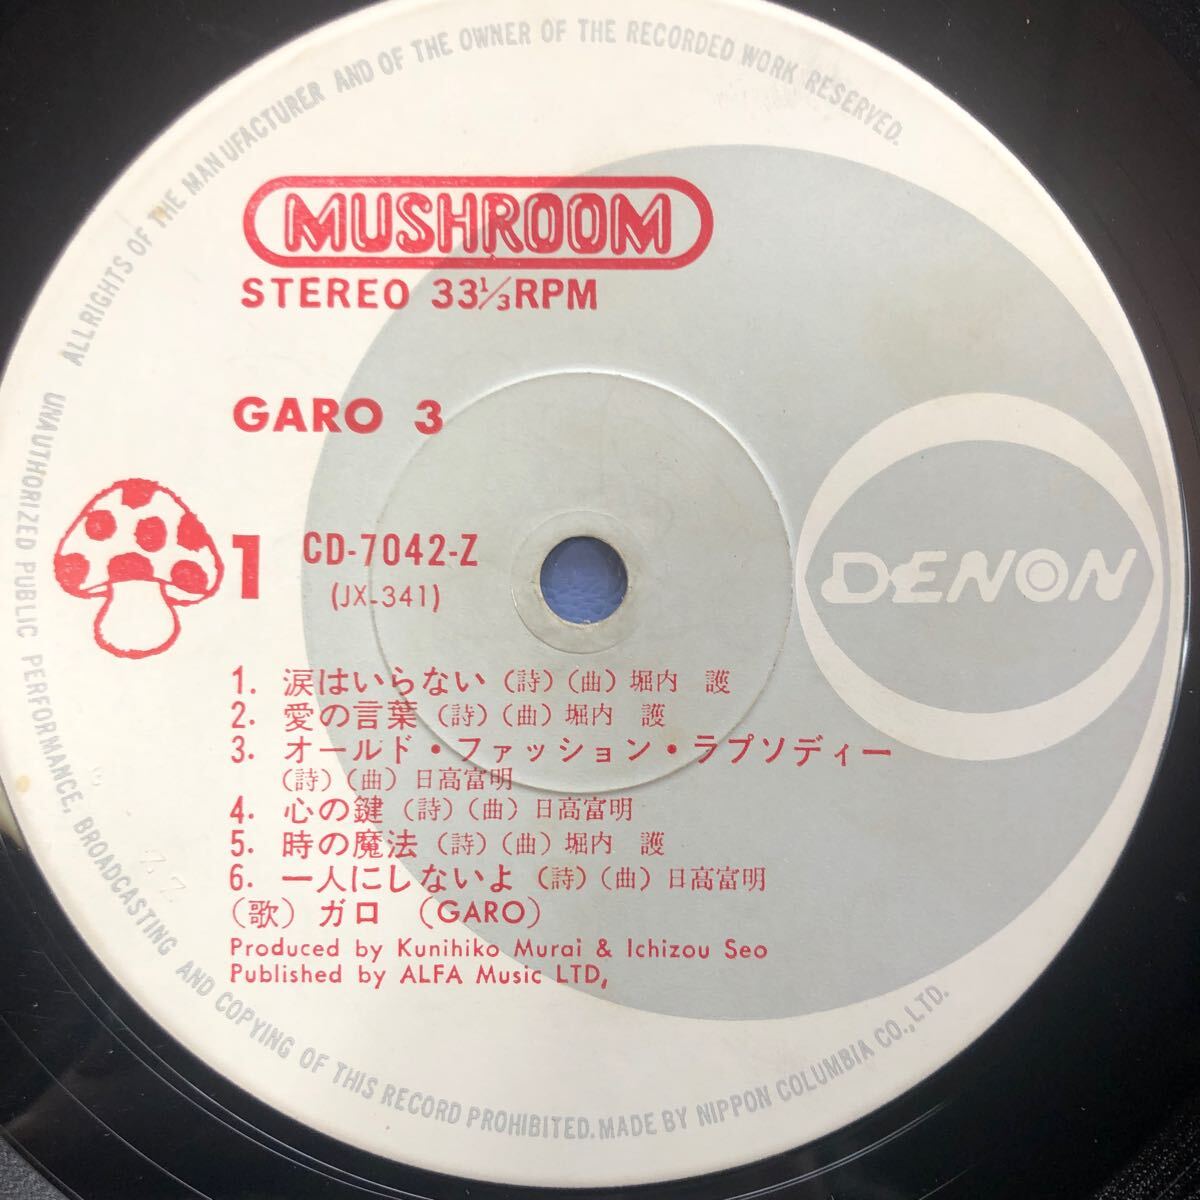 MUSHROOM
STEREO 33⅓RPM
GARO 3
1
CD-7042-Z
(JX-341)
DENON
1. 涙はいらない (詩) (曲) 堀内 護
2. 愛の言葉 (詩) (曲) 堀内 護
3. オールド・ファッション・ラプソディー
(詩) (曲) 日高富明
4. 心の鍵 (詩) (曲) 日高富明
5. 時の魔法 (詩) (曲) 堀内 護
6. 一人にしないよ (詩) (曲) 日高富明
(歌) ガロ (GARO)
Produced by Kunihiko Murai & Ichizou Seo
Published by ALFA Music LTD,
ALL RIGHTS OF THE MANUFACTURER AND OF THE OWNER OF THE RECORDED WORK RESERVED.
UNAUTHORIZED PUBLIC PERFORMANCE, BROADCASTING AND COPYING OF THIS RECORD PROHIBITED. MADE BY NIPPON COLUMBIA CO., LTD.